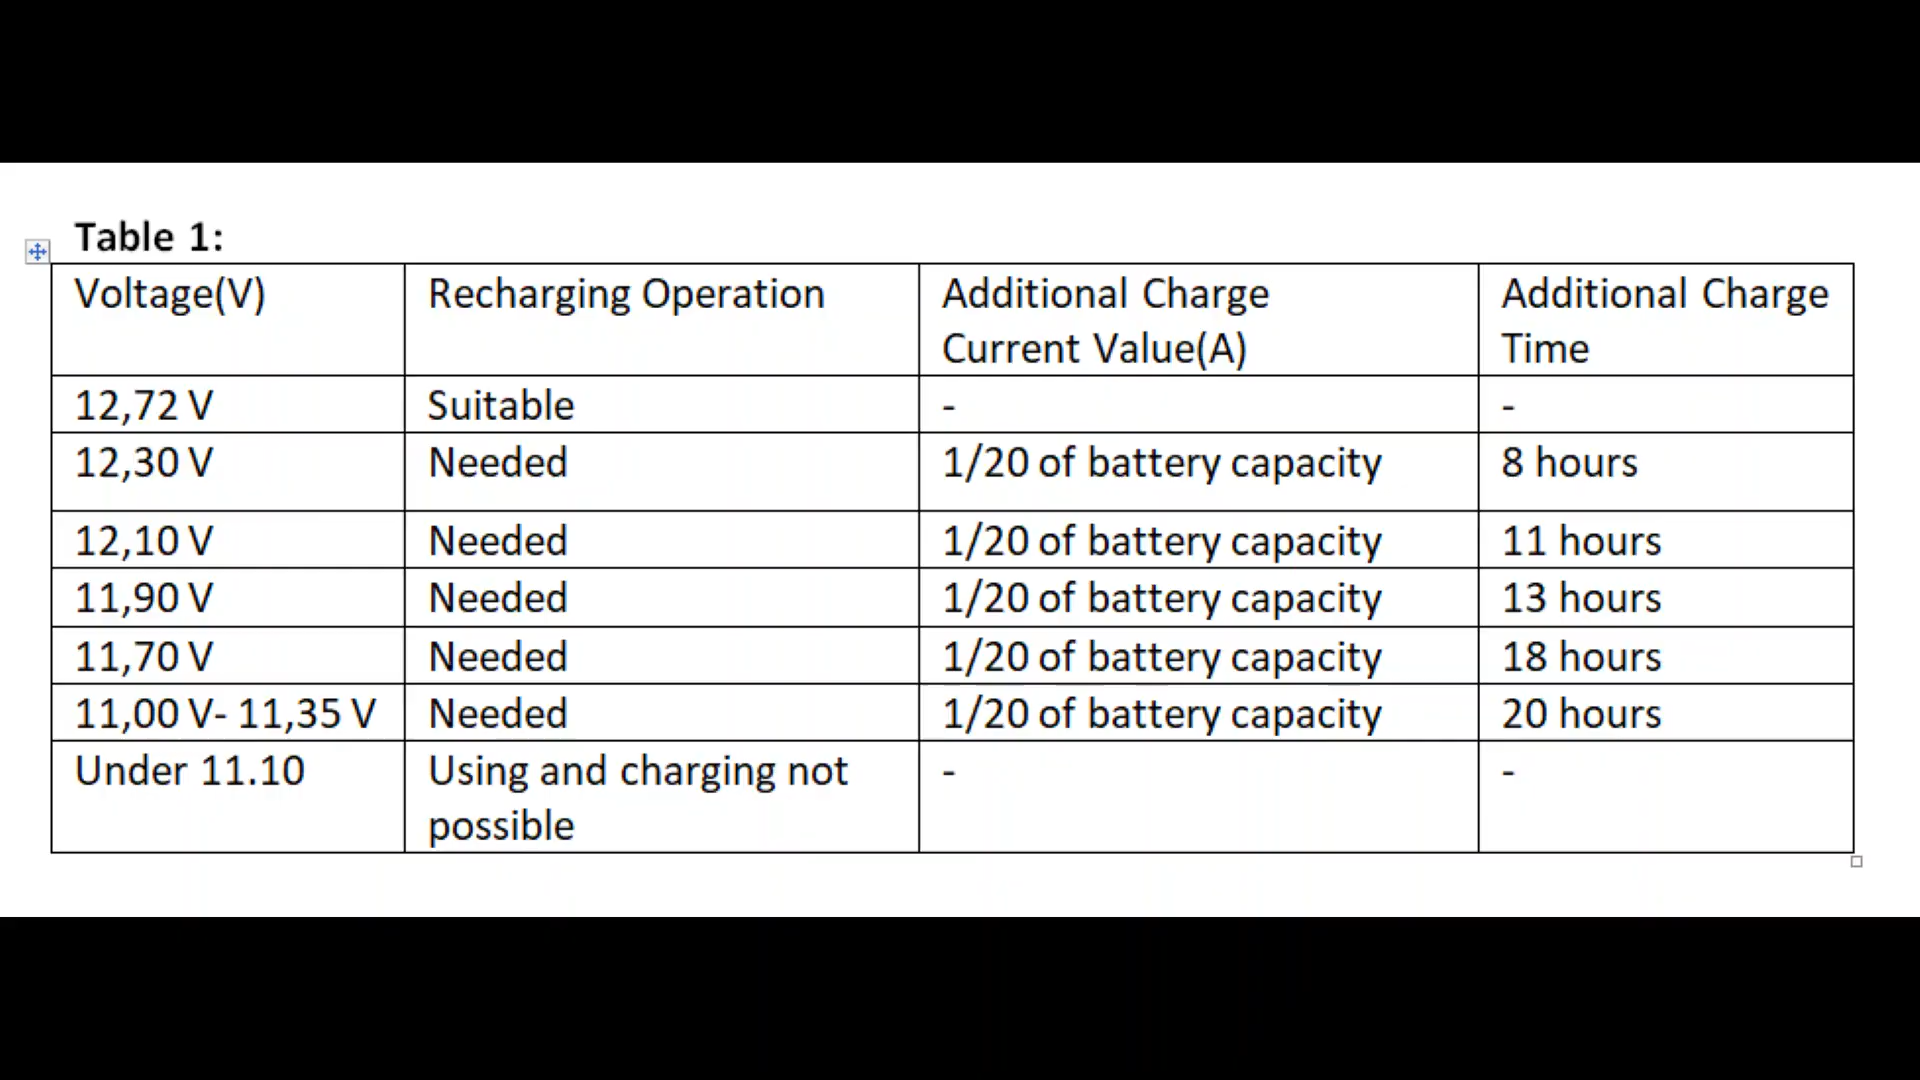 Table 1:
Voltage(V) Recharging Operation Additional Charge Additional Charge
Current Value(A) Time
12,72 V Suitable - -
12,30 V Needed 1/20 of battery capacity 8 hours
12,10 V Needed 1/20 of battery capacity 11 hours
11,90 V Needed 1/20 of battery capacity 13 hours
11,70 V Needed 1/20 of battery capacity 18 hours
11,00 V- 11,35 V Needed 1/20 of battery capacity 20 hours
Under 11.10 Using and charging not - -
possible